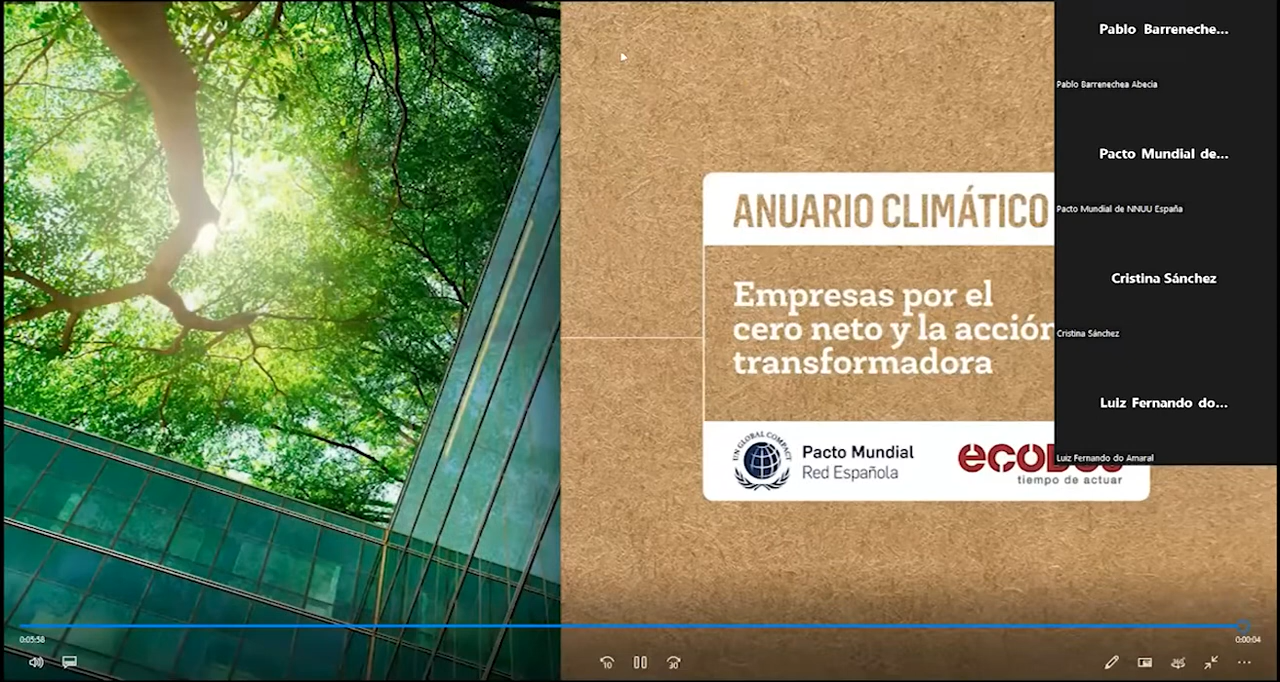 Pablo Barreneche...
Pablo Barrenechea Abecia
Pacto Mundial de...
Pacto Mundial de NNUU España
Cristina Sánchez
Cristina Sánchez
Luiz Fernando do...
Luiz Fernando do Amaral
ANUARIO CLIMÁTICO
Empresas por el
cero neto y la acción
transformadora
UN GLOBAL COMPACT
Pacto Mundial
Red Española
tiempo de actuar
0:05:58
0:00:04
10
30